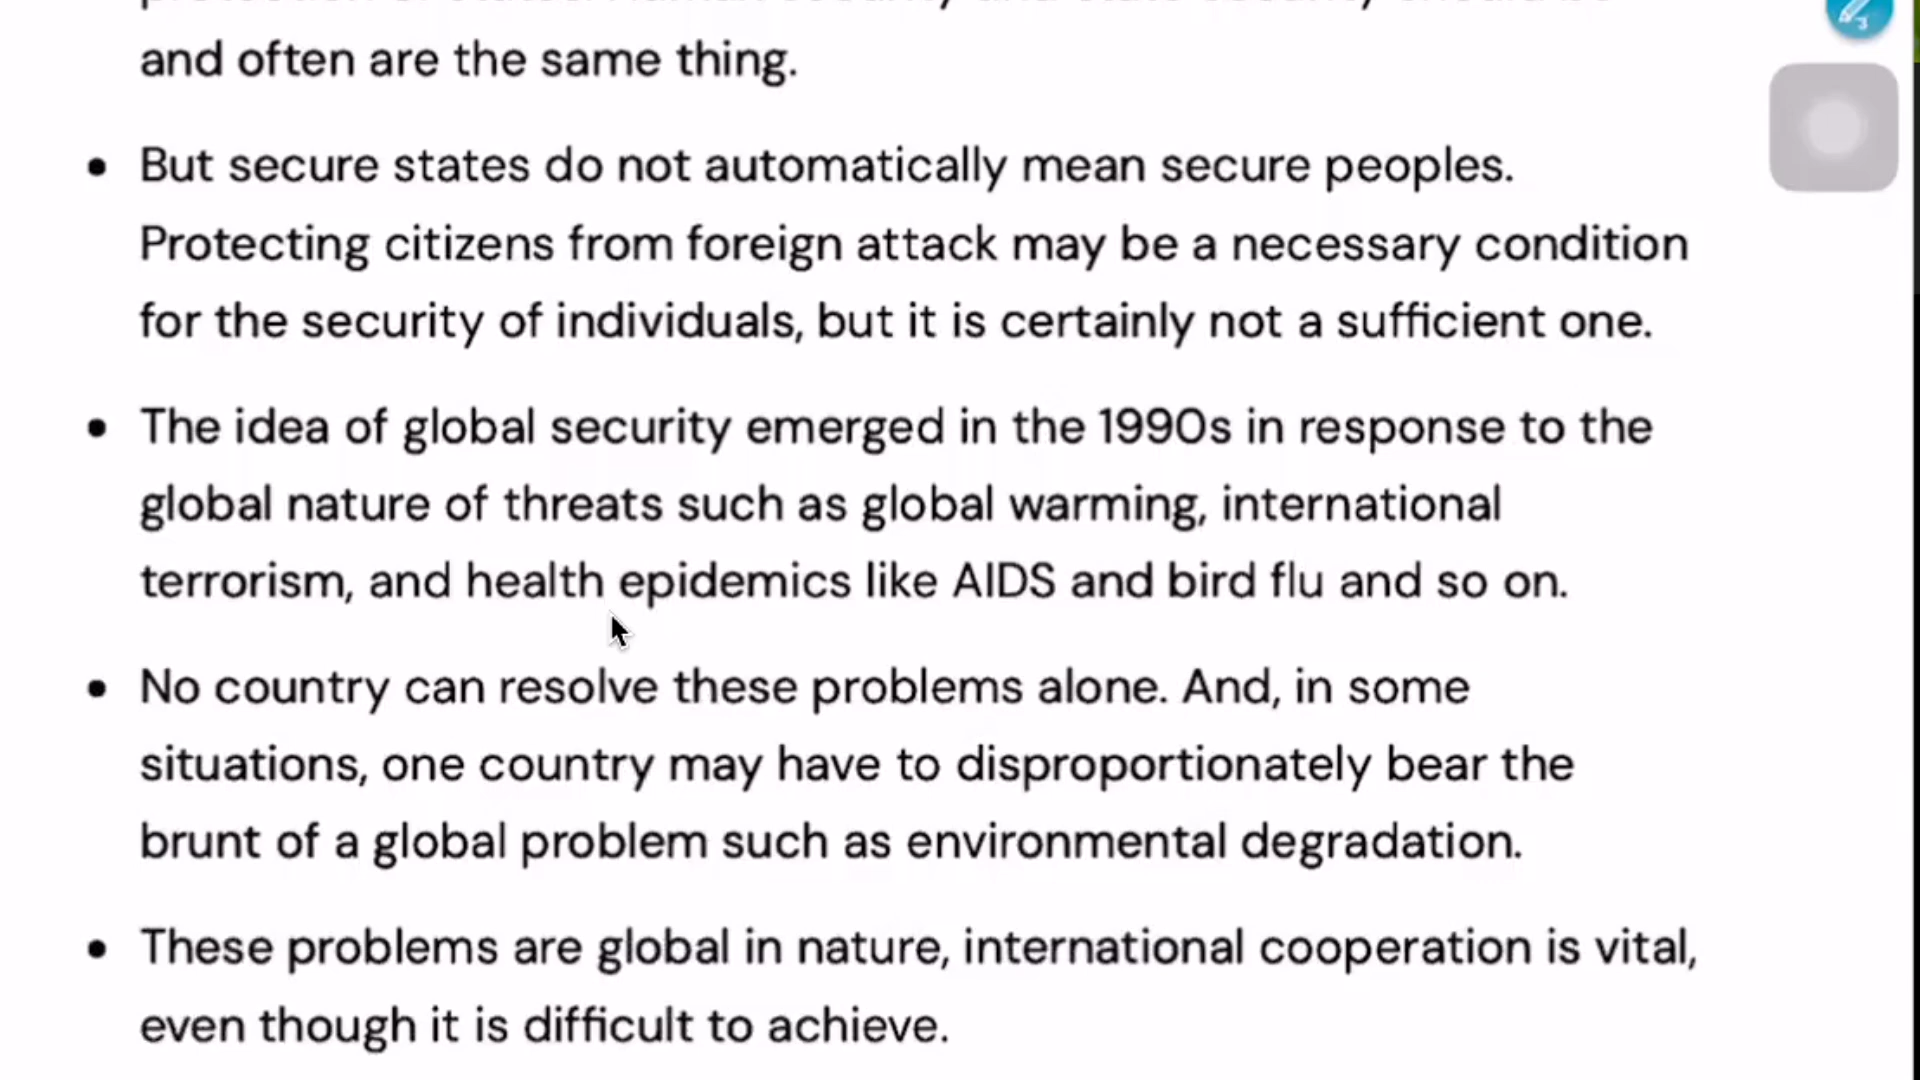 and often are the same thing.
• But secure states do not automatically mean secure peoples.
Protecting citizens from foreign attack may be a necessary condition
for the security of individuals, but it is certainly not a sufficient one.
• The idea of global security emerged in the 1990s in response to the
global nature of threats such as global warming, international
terrorism, and health epidemics like AIDS and bird flu and so on.
• No country can resolve these problems alone. And, in some
situations, one country may have to disproportionately bear the
brunt of a global problem such as environmental degradation.
• These problems are global in nature, international cooperation is vital,
even though it is difficult to achieve.